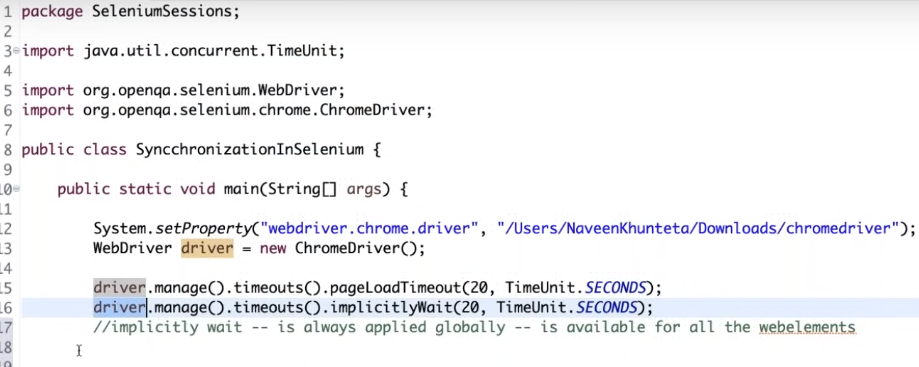 1 package SeleniumSessions;
2
3 import java.util.concurrent.TimeUnit;
4
5 import org.openqa.selenium.WebDriver;
6 import org.openqa.selenium.chrome.ChromeDriver;
7
8 public class SyncchronizationInSelenium {
9
10 public static void main(String[] args) {
11
12 System.setProperty("webdriver.chrome.driver", "/Users/NaveenKhunteta/Downloads/chromedriver");
13 WebDriver driver = new ChromeDriver();
14
15 driver.manage().timeouts().pageLoadTimeout(20, TimeUnit.SECONDS);
16 driver.manage().timeouts().implicitlyWait(20, TimeUnit.SECONDS);
17 //implicitly wait -- is always applied globally -- is available for all the webelements
18
19